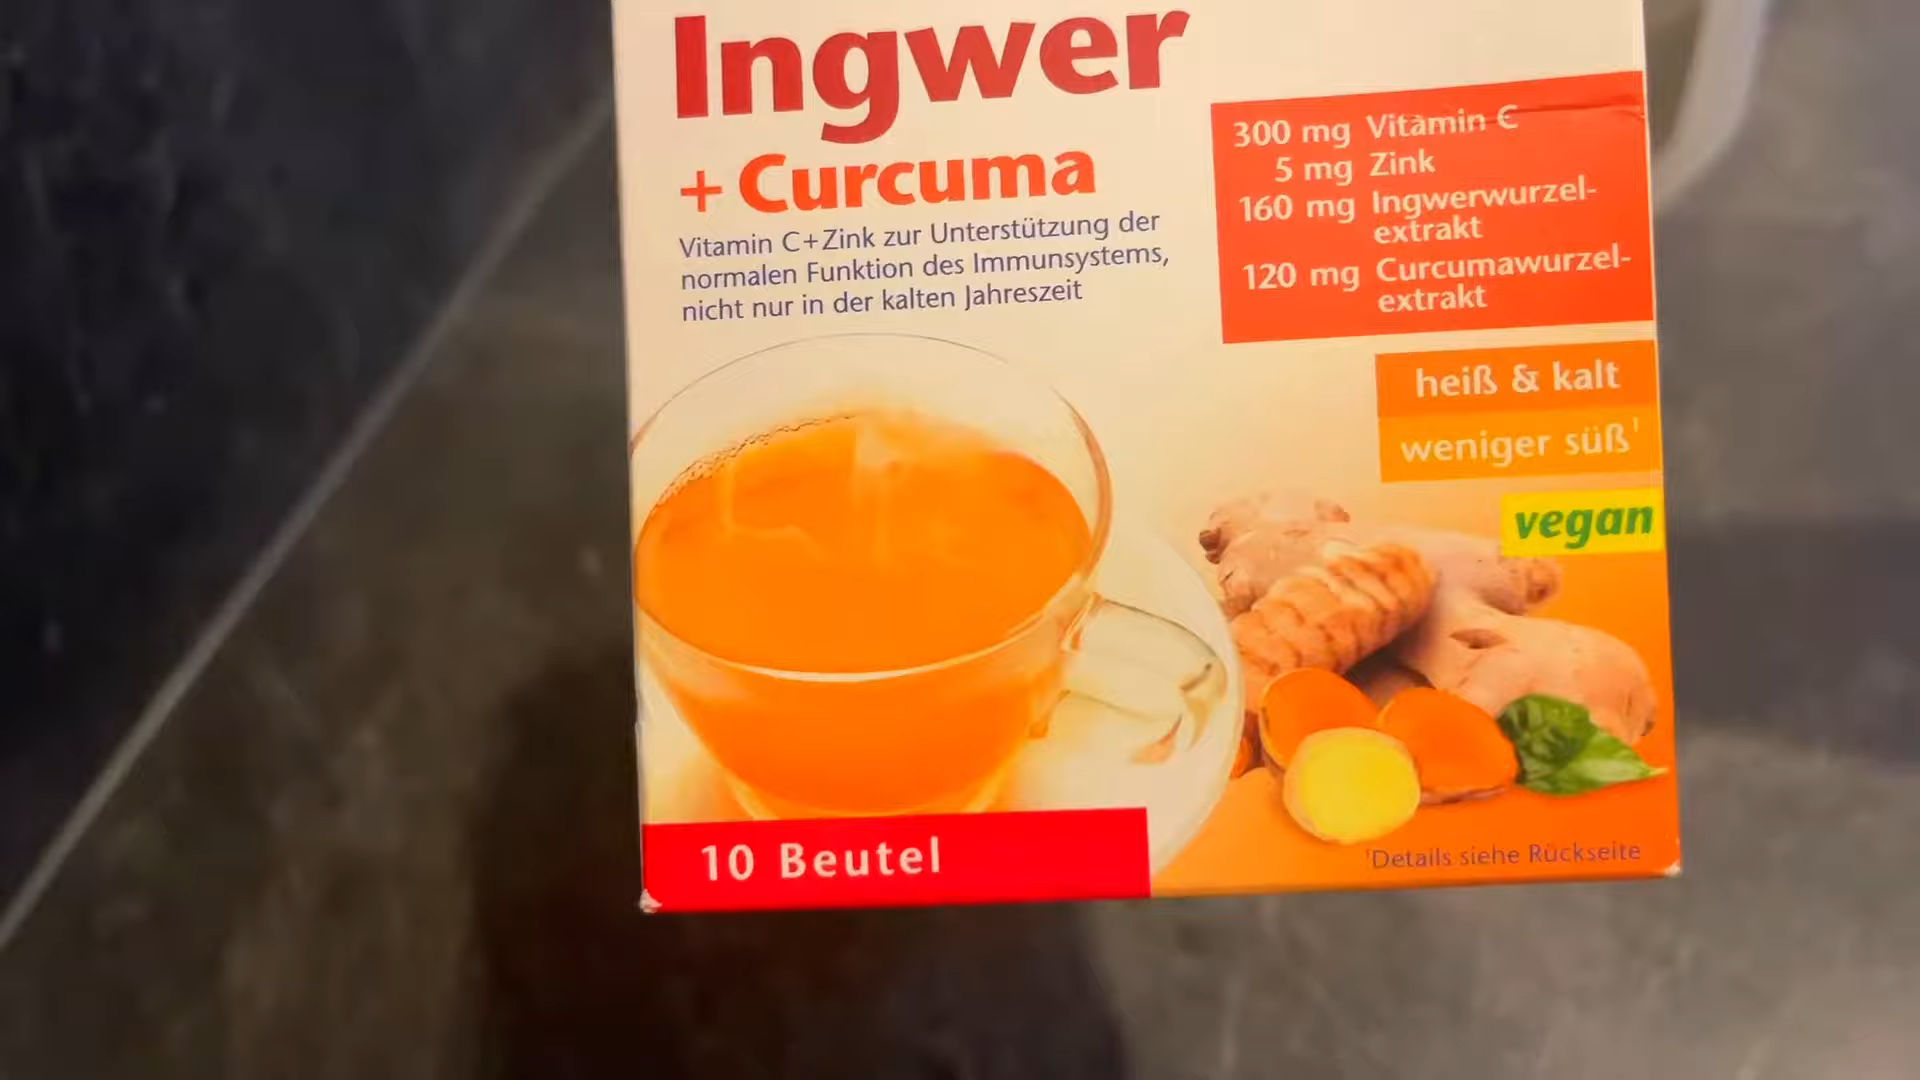 Ingwer
+ Curcuma
Vitamin C+Zink zur Unterstützung der
normalen Funktion des Immunsystems,
nicht nur in der kalten Jahreszeit
300 mg Vitamin C
5 mg Zink
160 mg Ingwerwurzel-
extrakt
120 mg Curcumawurzel-
extrakt
heiß & kalt
weniger süß¹
vegan
10 Beutel
¹Details siehe Rückseite